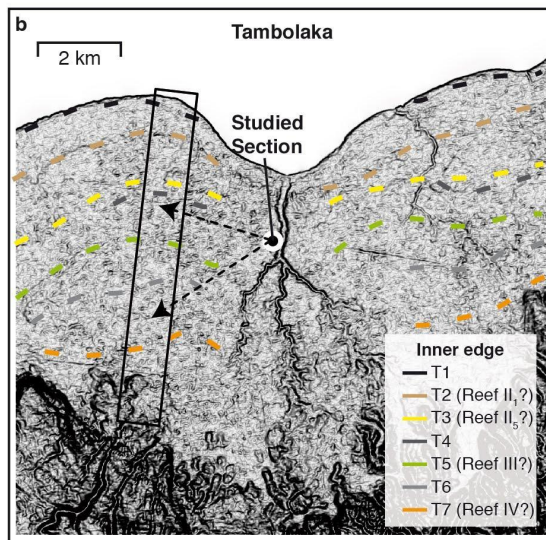 b
Tambolaka
2 km
Studied
Section
Inner edge
T1
T2 (Reef II₁?)
T3 (Reef II₅?)
T4
T5 (Reef III?)
T6
T7 (Reef IV?)